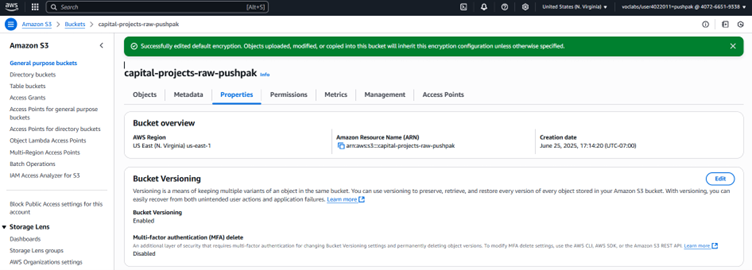 aws
Search
[Alt+S]
United States (N. Virginia)
voclabs/user4022011=pushpak @ 4072-6651-9338
Amazon S3 > Buckets > capital-projects-raw-pushpak
Amazon S3
General purpose buckets
Directory buckets
Table buckets
Access Grants
Access Points for general purpose
buckets
Access Points for directory buckets
Object Lambda Access Points
Multi-Region Access Points
Batch Operations
IAM Access Analyzer for S3
Block Public Access settings for this
account
Storage Lens
Dashboards
Storage Lens groups
AWS Organizations settings
Successfully edited default encryption. Objects uploaded, modified, or copied into this bucket will inherit this encryption configuration unless otherwise specified.
capital-projects-raw-pushpak Info
Objects Metadata Properties Permissions Metrics Management Access Points
Bucket overview
AWS Region
US East (N. Virginia) us-east-1
Amazon Resource Name (ARN)
arn:aws:s3:::capital-projects-raw-pushpak
Creation date
June 25, 2025, 17:14:20 (UTC-07:00)
Bucket Versioning
Edit
Versioning is a means of keeping multiple variants of an object in the same bucket. You can use versioning to preserve, retrieve, and restore every version of every object stored in your Amazon S3 bucket. With versioning, you can
easily recover from both unintended user actions and application failures. Learn more
Bucket Versioning
Enabled
Multi-factor authentication (MFA) delete
An additional layer of security that requires multi-factor authentication for changing Bucket Versioning settings and permanently deleting object versions. To modify MFA delete settings, use the AWS CLI, AWS SDK, or the Amazon S3 REST API. Learn more
Disabled